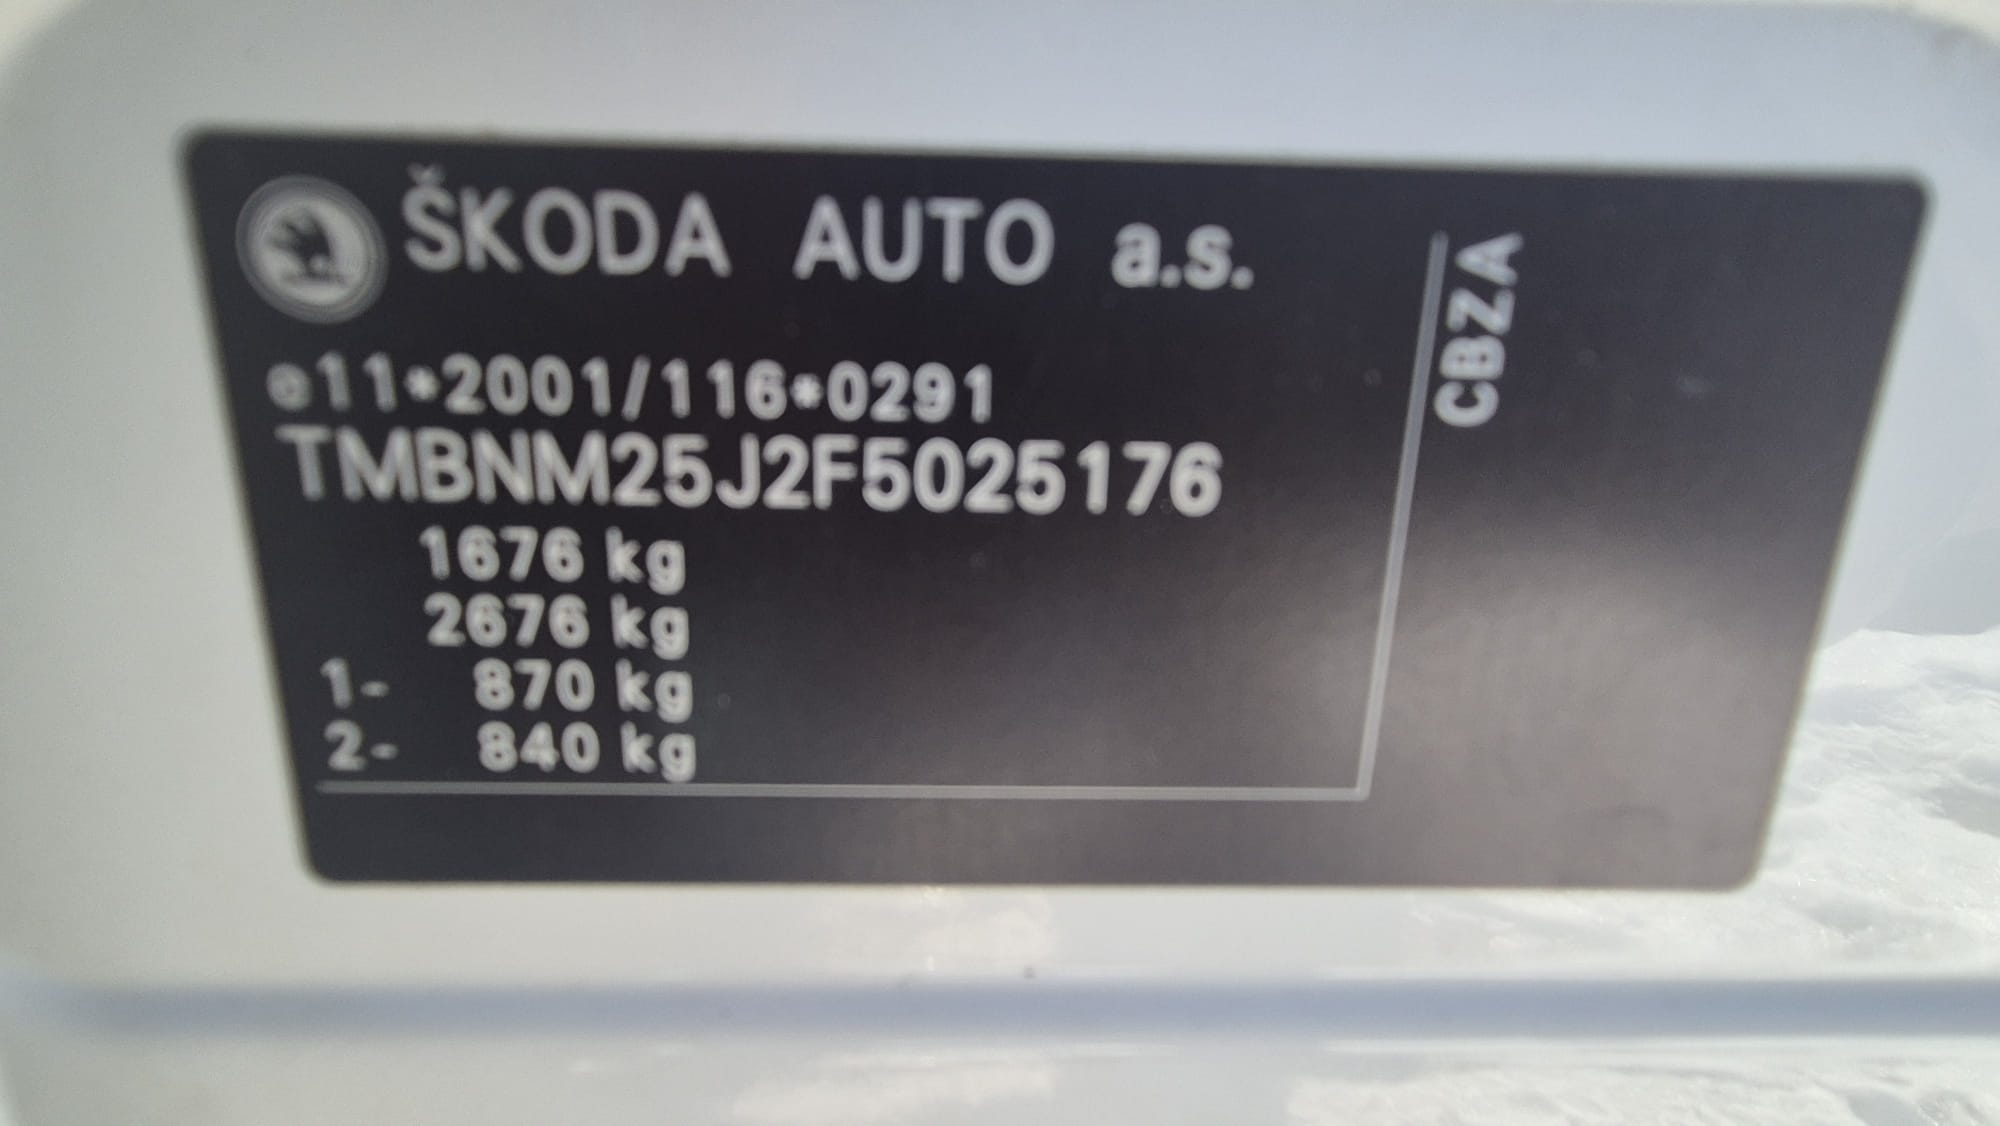 ŠKODA AUTO a.s.
e11*2001/116*0291
TMBNM25J2F5025176
1676 kg
2676 kg
1- 870 kg
2- 840 kg
CBZA